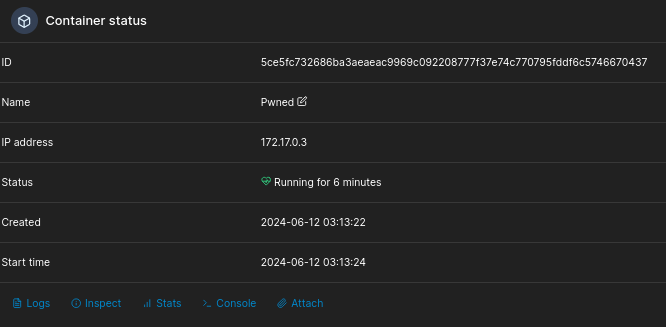 Container status
ID 5ce5fc732686ba3aeaeac9969c092208777f37e74c770795fddf6c5746670437
Name Pwned
IP address 172.17.0.3
Status Running for 6 minutes
Created 2024-06-12 03:13:22
Start time 2024-06-12 03:13:24
Logs Inspect Stats Console Attach